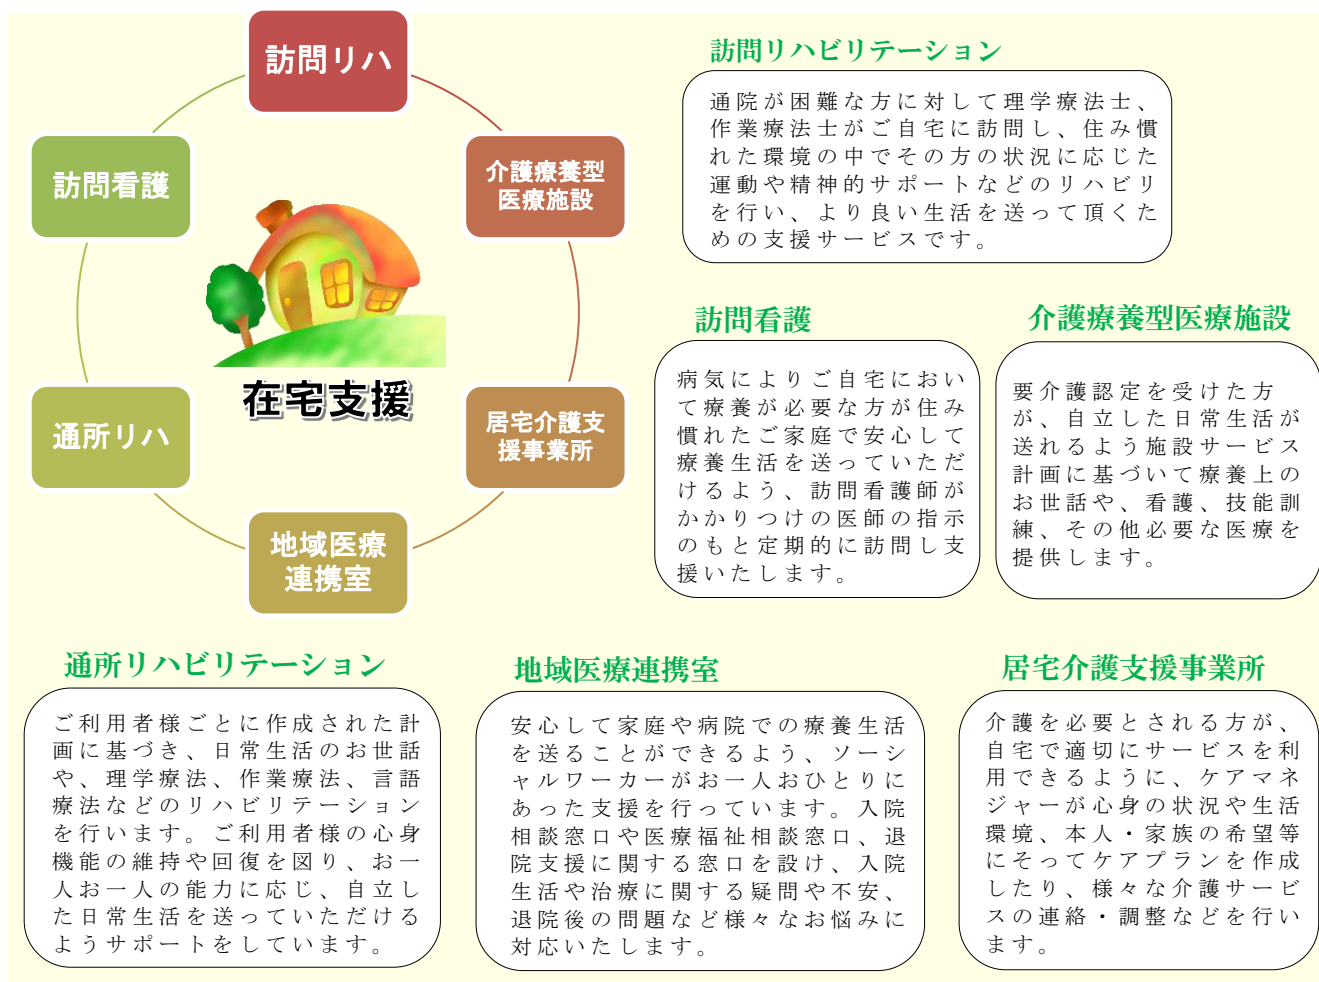 訪問リハ
介護療養型
医療施設
居宅介護支
援事業所
地域医療
連携室
通所リハ
訪問看護
在宅支援
訪問リハビリテーション
通院が困難な方に対して理学療法士、
作業療法士がご自宅に訪問し、住み慣
れた環境の中でその方の状況に応じた
運動や精神的サポートなどのリハビリ
を行い、より良い生活を送って頂くた
めの支援サービスです。
訪問看護
病気によりご自宅におい
て療養が必要な方が住み
慣れたご家庭で安心して
療養生活を送っていただ
けるよう、訪問看護師が
かかりつけの医師の指示
のもと定期的に訪問し支
援いたします。
介護療養型医療施設
要介護認定を受けた方
が、自立した日常生活が
送れるよう施設サービス
計画に基づいて療養上の
お世話や、看護、技能訓
練、その他必要な医療を
提供します。
通所リハビリテーション
ご利用者様ごとに作成された計
画に基づき、日常生活のお世話
や、理学療法、作業療法、言語
療法などのリハビリテーション
を行います。ご利用者様の心身
機能の維持や回復を図り、お一
人お一人の能力に応じ、自立し
た日常生活を送っていただける
ようサポートをしています。
地域医療連携室
安心して家庭や病院での療養生活
を送ることができるよう、ソーシ
ャルワーカーがお一人おひとりに
あった支援を行っています。入院
相談窓口や医療福祉相談窓口、退
院支援に関する窓口を設け、入院
生活や治療に関する疑問や不安、
退院後の問題など様々なお悩みに
対応いたします。
居宅介護支援事業所
介護を必要とされる方が、
自宅で適切にサービスを利
用できるように、ケアマネ
ジャーが心身の状況や生活
環境、本人・家族の希望等
にそってケアプランを作成
したり、様々な介護サービ
スの連絡・調整などを行い
ます。